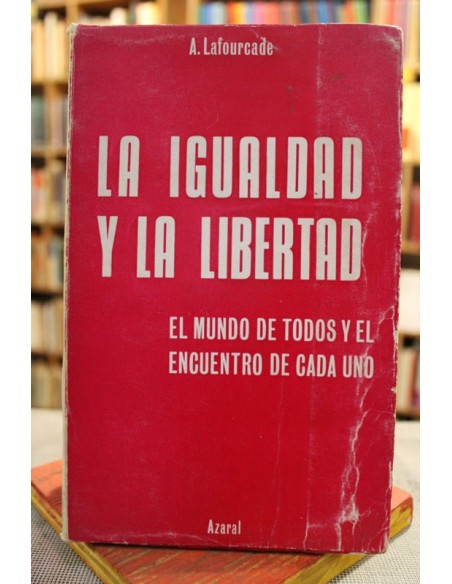 A. Lafourcade
LA IGUALDAD
Y LA LIBERTAD
EL MUNDO DE TODOS Y EL
ENCUENTRO DE CADA UNO
Azaral